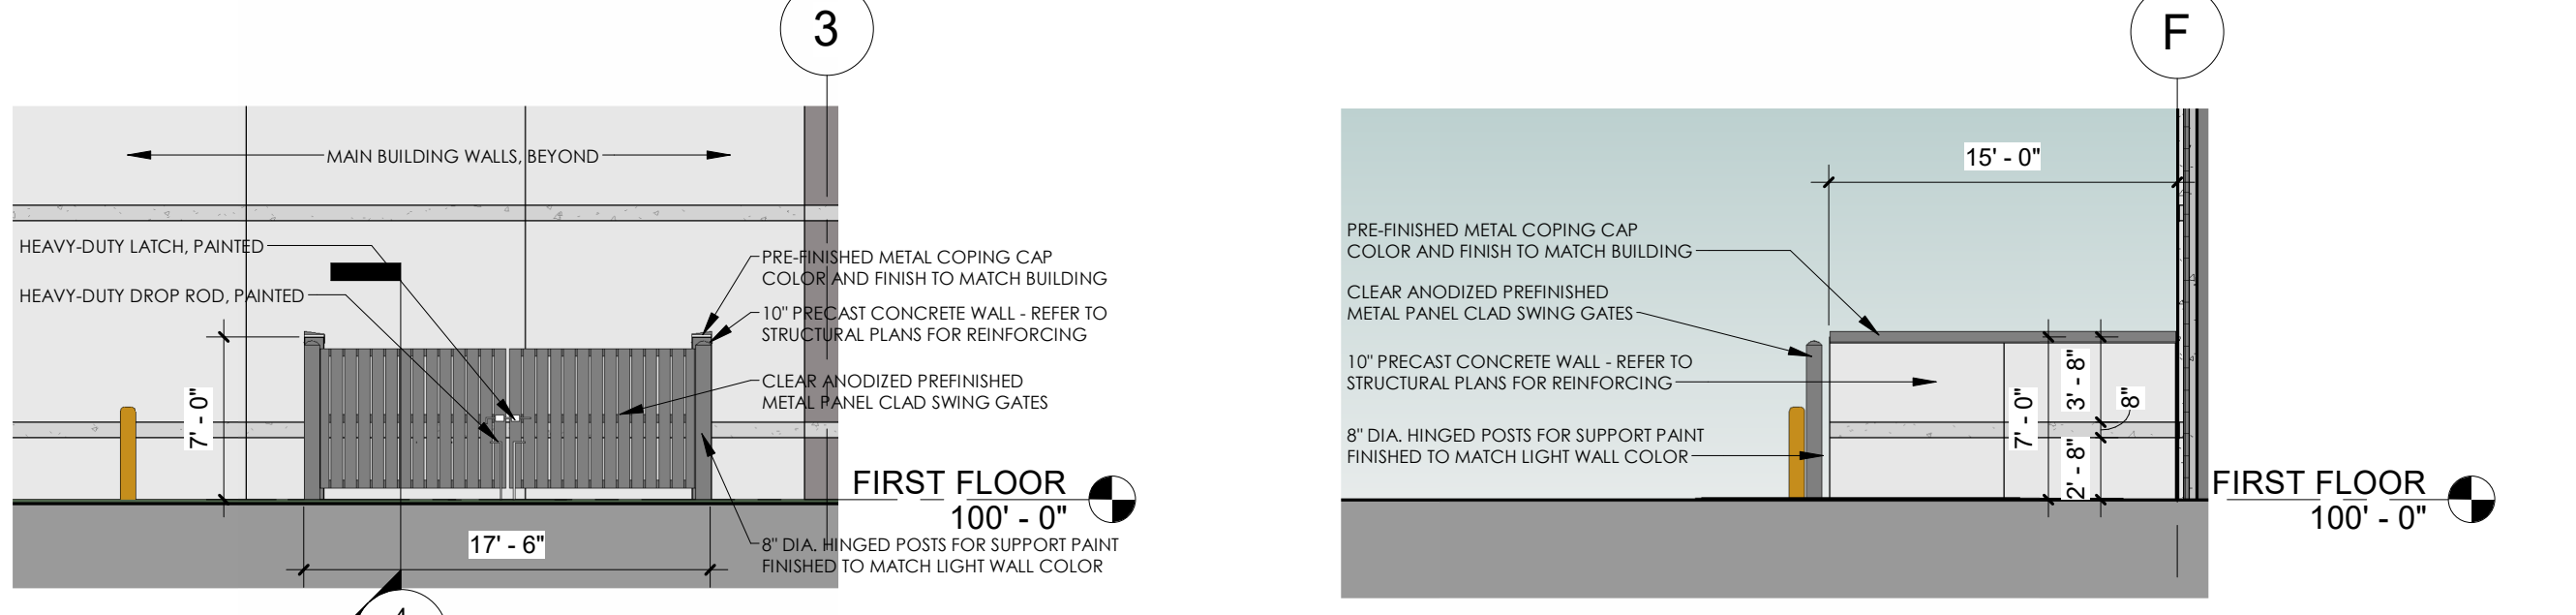 3
MAIN BUILDING WALLS, BEYOND
HEAVY-DUTY LATCH, PAINTED
HEAVY-DUTY DROP ROD, PAINTED
7' - 0"
PRE-FINISHED METAL COPING CAP
COLOR AND FINISH TO MATCH BUILDING
10" PRECAST CONCRETE WALL - REFER TO
STRUCTURAL PLANS FOR REINFORCING
CLEAR ANODIZED PREFINISHED
METAL PANEL CLAD SWING GATES
FIRST FLOOR
100' - 0"
17' - 6"
8" DIA. HINGED POSTS FOR SUPPORT PAINT
FINISHED TO MATCH LIGHT WALL COLOR
F
15' - 0"
PRE-FINISHED METAL COPING CAP
COLOR AND FINISH TO MATCH BUILDING
CLEAR ANODIZED PREFINISHED
METAL PANEL CLAD SWING GATES
10" PRECAST CONCRETE WALL - REFER TO
STRUCTURAL PLANS FOR REINFORCING
8" DIA. HINGED POSTS FOR SUPPORT PAINT
FINISHED TO MATCH LIGHT WALL COLOR
7' - 0"
3' - 8"
8"
2' - 8"
FIRST FLOOR
100' - 0"